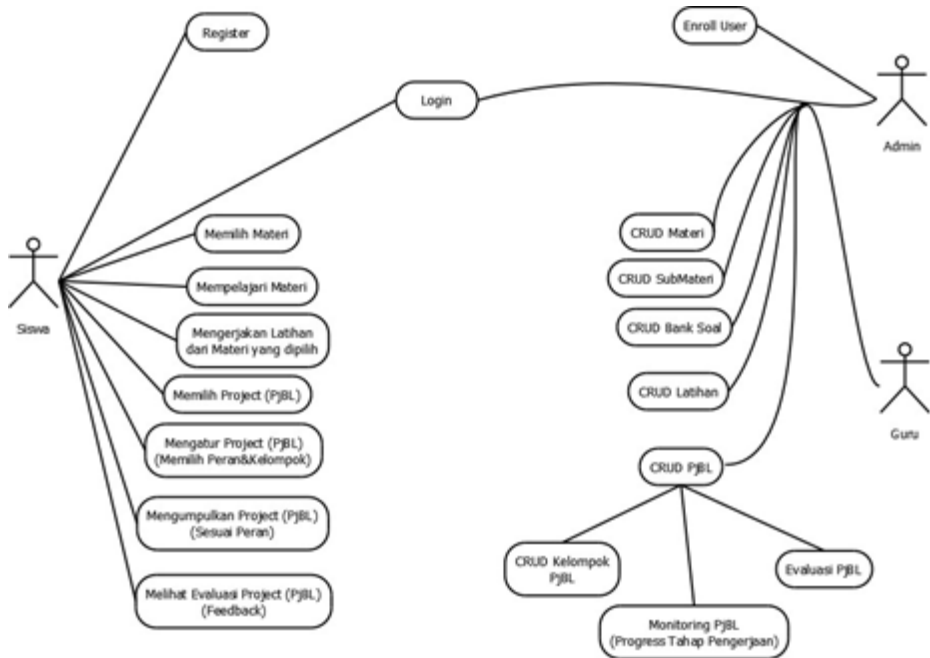 Register
Enroll User
Login
Admin
Memilih Materi
CRUD Materi
Siswa
Mempelajari Materi
CRUD SubMateri
Mengerjakan Latihan
dari Materi yang dipilih
CRUD Bank Soal
Memilih Project (PjBL)
CRUD Latihan
Guru
Mengatur Project (PjBL)
(Memilih Peran&Kelompok)
CRUD PjBL
Mengumpulkan Project (PjBL)
(Sesuai Peran)
CRUD Kelompok
PjBL
Evaluasi PjBL
Melihat Evaluasi Project (PjBL)
(Feedback)
Monitoring PjBL
(Progress Tahap Pengerjaan)